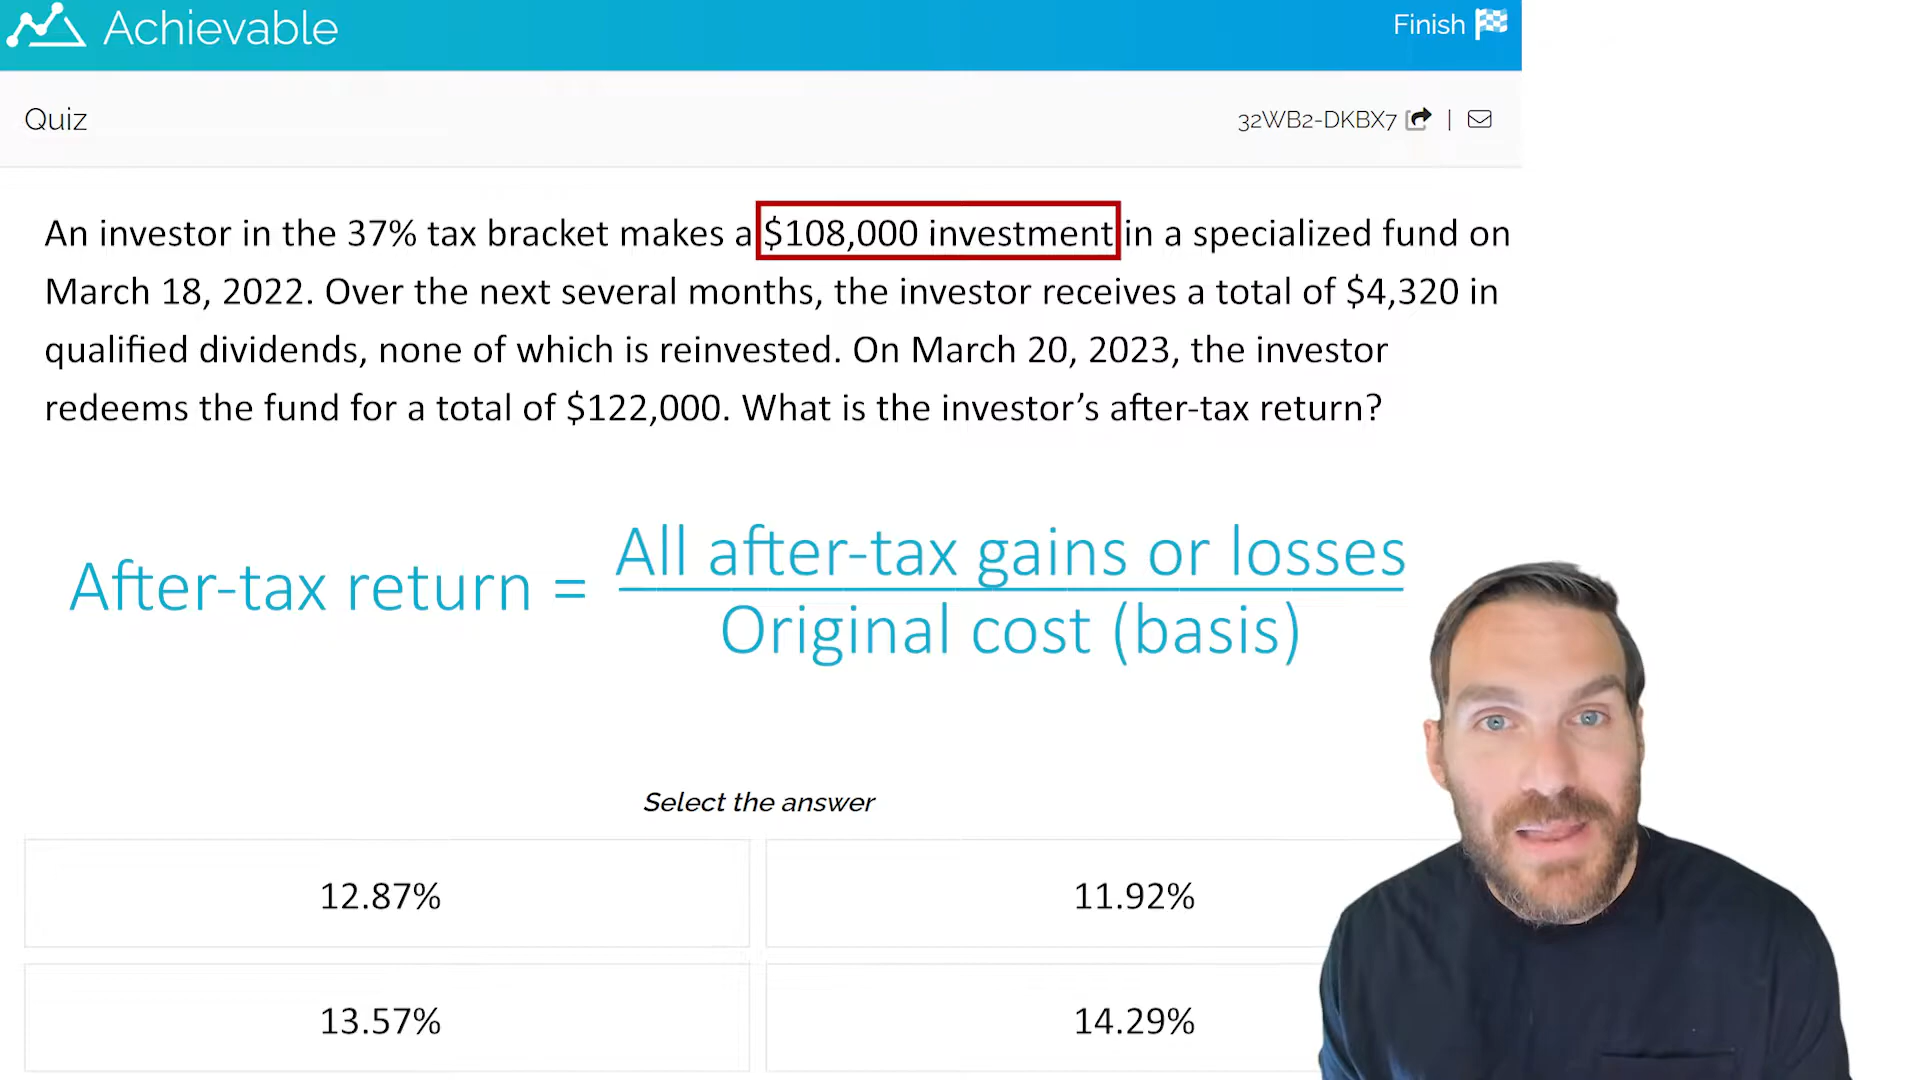 Achievable
Finish
Quiz
32WB2-DKBX7 |
An investor in the 37% tax bracket makes a $108,000 investment in a specialized fund on
March 18, 2022. Over the next several months, the investor receives a total of $4,320 in
qualified dividends, none of which is reinvested. On March 20, 2023, the investor
redeems the fund for a total of $122,000. What is the investor’s after-tax return?
After-tax return = All after-tax gains or losses
Original cost (basis)
Select the answer
12.87%
11.92%
13.57%
14.29%